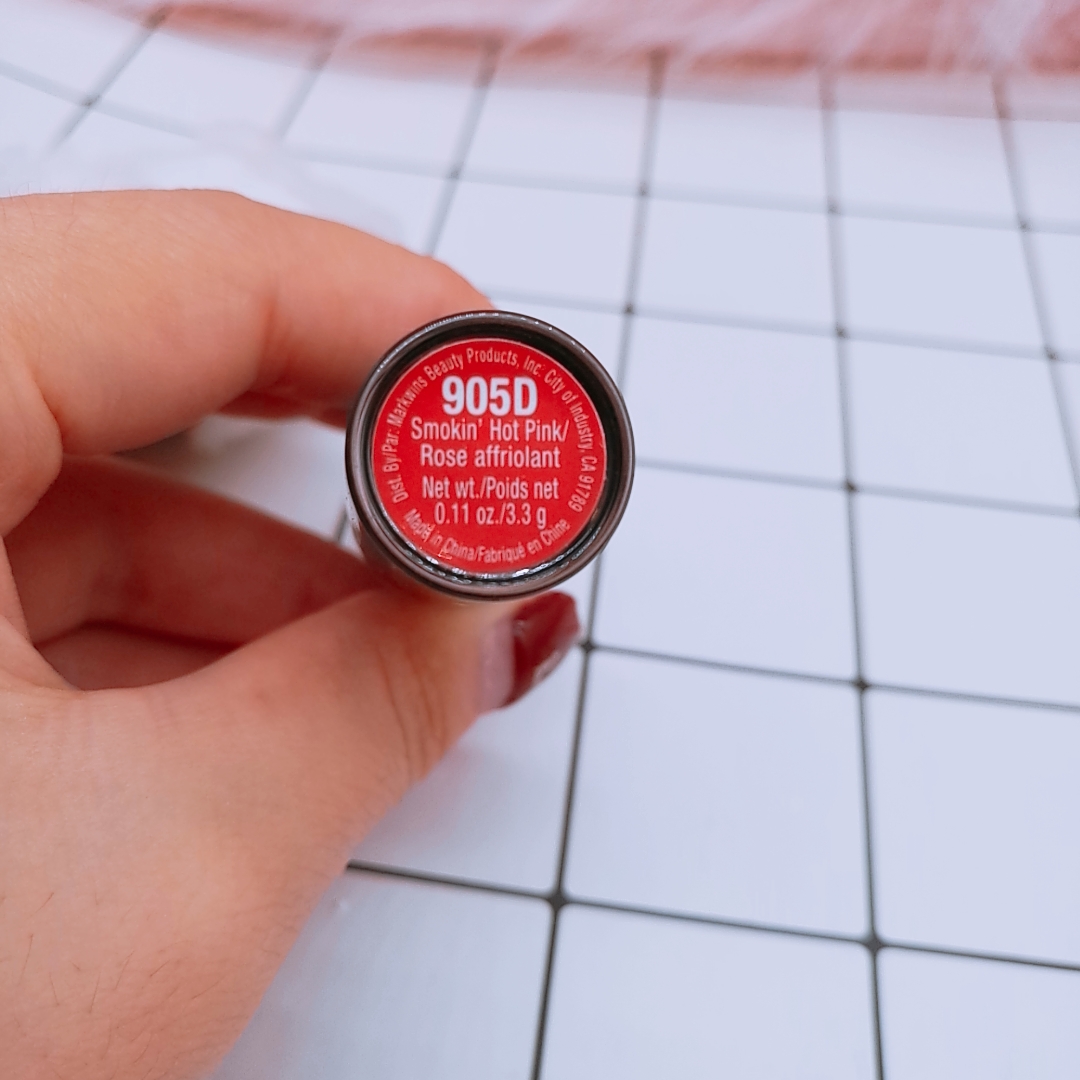 Dist. By/Par: Markwins Beauty Products, Inc. City of Industry, CA 91789
905D
Smokin' Hot Pink/
Rose affriolant
Net wt./Poids net
0.11 oz./3.3 g
Made in China/Fabriqué en Chine